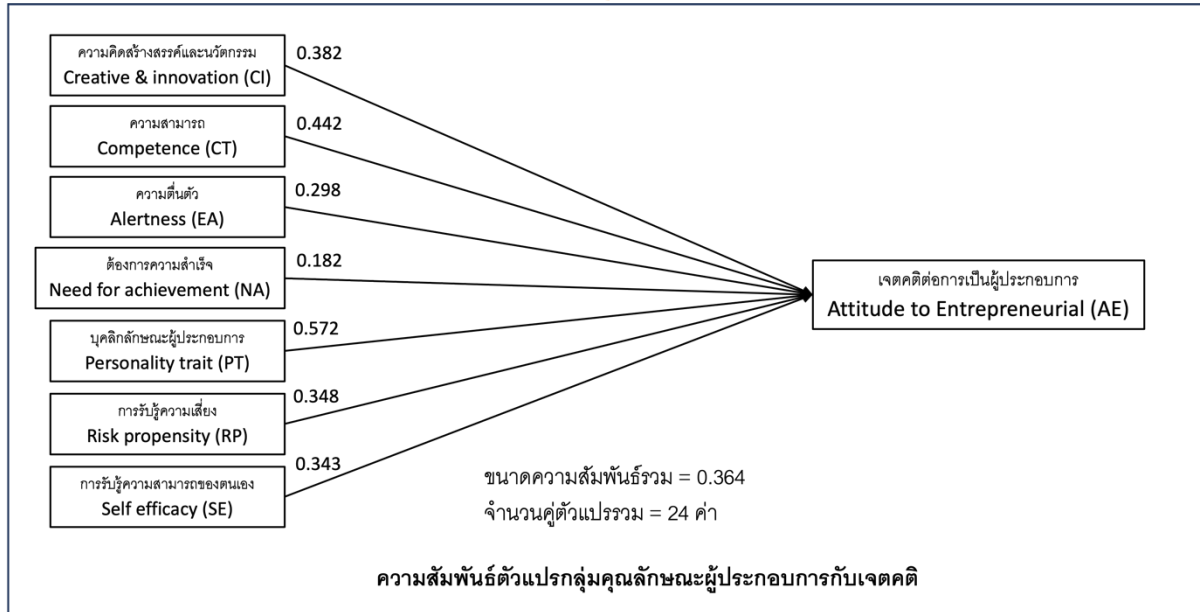 ความคิดสร้างสรรค์และนวัตกรรม
Creative & innovation (CI)
0.382
ความสามารถ
Competence (CT)
0.442
ความตื่นตัว
Alertness (EA)
0.298
ต้องการความสำเร็จ
Need for achievement (NA)
0.182
บุคลิกลักษณะผู้ประกอบการ
Personality trait (PT)
0.572
การรับรู้ความเสี่ยง
Risk propensity (RP)
0.348
การรับรู้ความสามารถของตนเอง
Self efficacy (SE)
0.343
เจตคติต่อการเป็นผู้ประกอบการ
Attitude to Entrepreneurial (AE)
ขนาดความสัมพันธ์รวม = 0.364
จำนวนคู่ตัวแปรรวม = 24 ค่า
ความสัมพันธ์ตัวแปรกลุ่มคุณลักษณะผู้ประกอบการกับเจตคติ